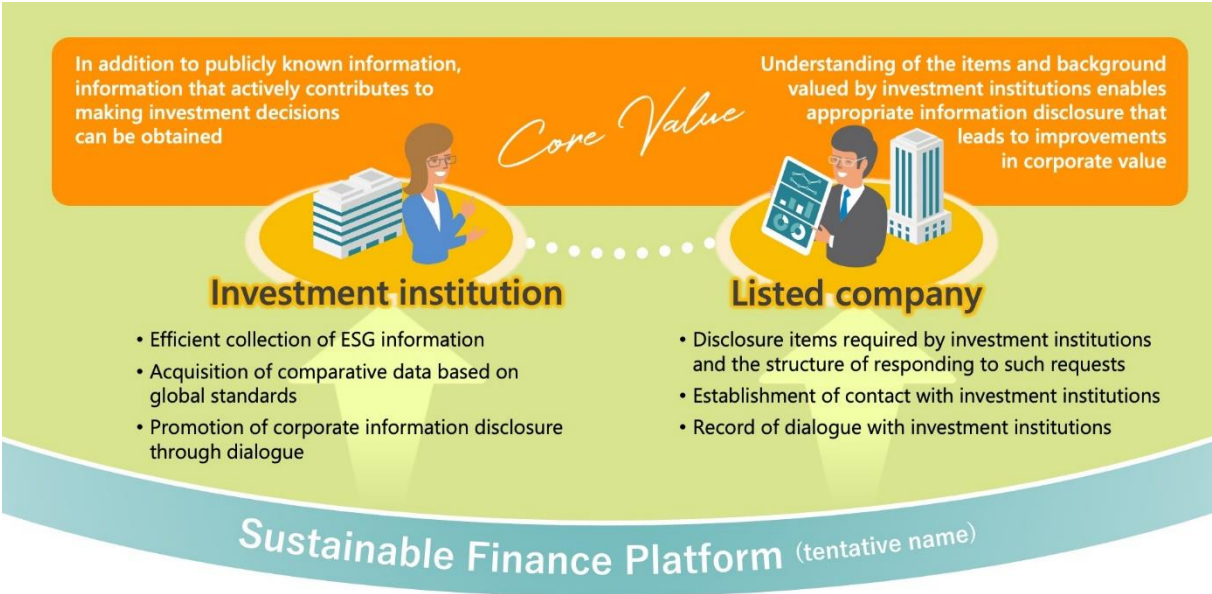 In addition to publicly known information,
information that actively contributes to
making investment decisions
can be obtained
Core Value
Understanding of the items and background
valued by investment institutions enables
appropriate information disclosure that
leads to improvements
in corporate value
Investment institution
• Efficient collection of ESG information
• Acquisition of comparative data based on
global standards
• Promotion of corporate information disclosure
through dialogue
Listed company
• Disclosure items required by investment institutions
and the structure of responding to such requests
• Establishment of contact with investment institutions
• Record of dialogue with investment institutions
Sustainable Finance Platform (tentative name)